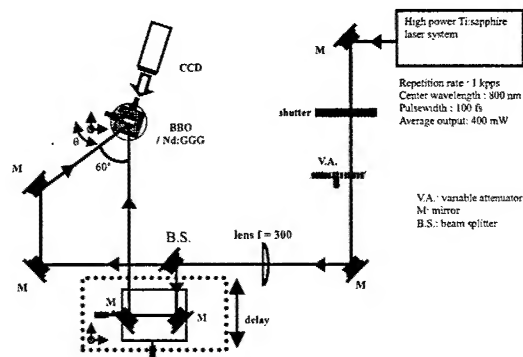 High power Ti:sapphire
laser system
M
CCD
Repetition rate : 1 kpps
Center wavelength : 800 nm
Pulsewidth : 100 fs
Average output: 400 mW
shutter
BBO
/ Nd:GGG
θ
60°
V.A.
M
V.A.: variable attenuator
M: mirror
B.S.: beam splitter
B.S.
lens f = 300
M
M
M
M
delay